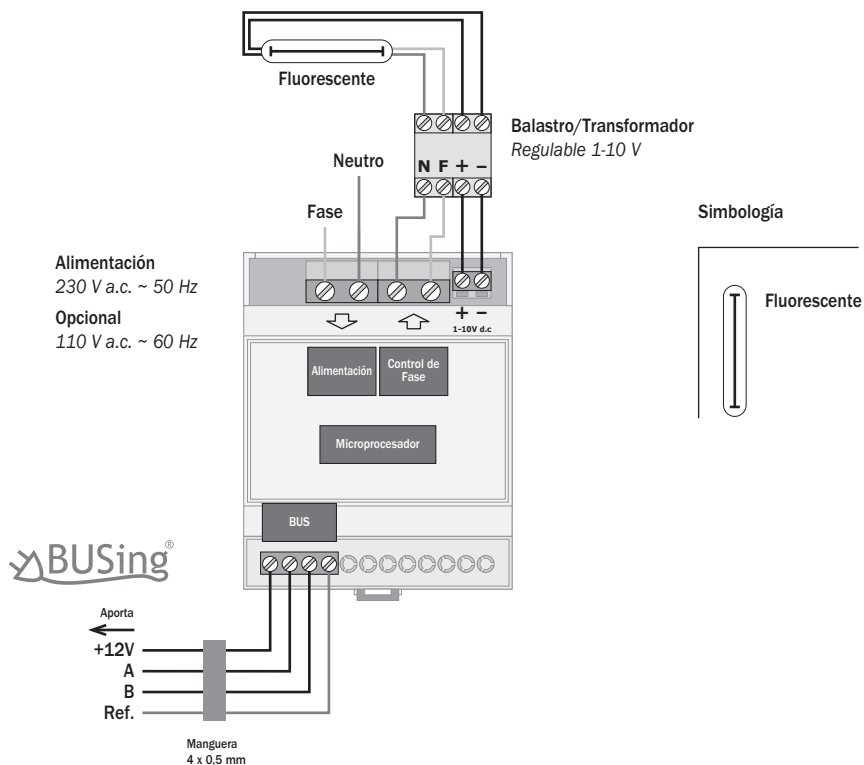 Fluorescente
Balastro/Transformador
Regulable 1-10 V
N F + −
Neutro
Fase
Simbología
Alimentación
230 V a.c. ~ 50 Hz
Opcional
110 V a.c. ~ 60 Hz
Fluorescente
+ −
1-10V d.c
Alimentación
Control de
Fase
Microprocesador
BUS
BUSing®
Aporta
+12V
A
B
Ref.
Manguera
4 x 0,5 mm